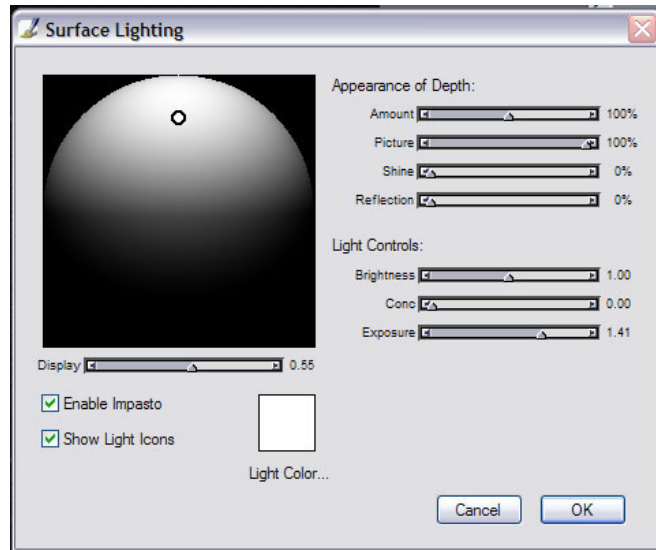 Surface Lighting
Appearance of Depth:
Amount 100%
Picture 100%
Shine 0%
Reflection 0%
Light Controls:
Brightness 1.00
Conc 0.00
Exposure 1.41
Display 0.55
Enable Impasto
Show Light Icons
Light Color...
Cancel OK